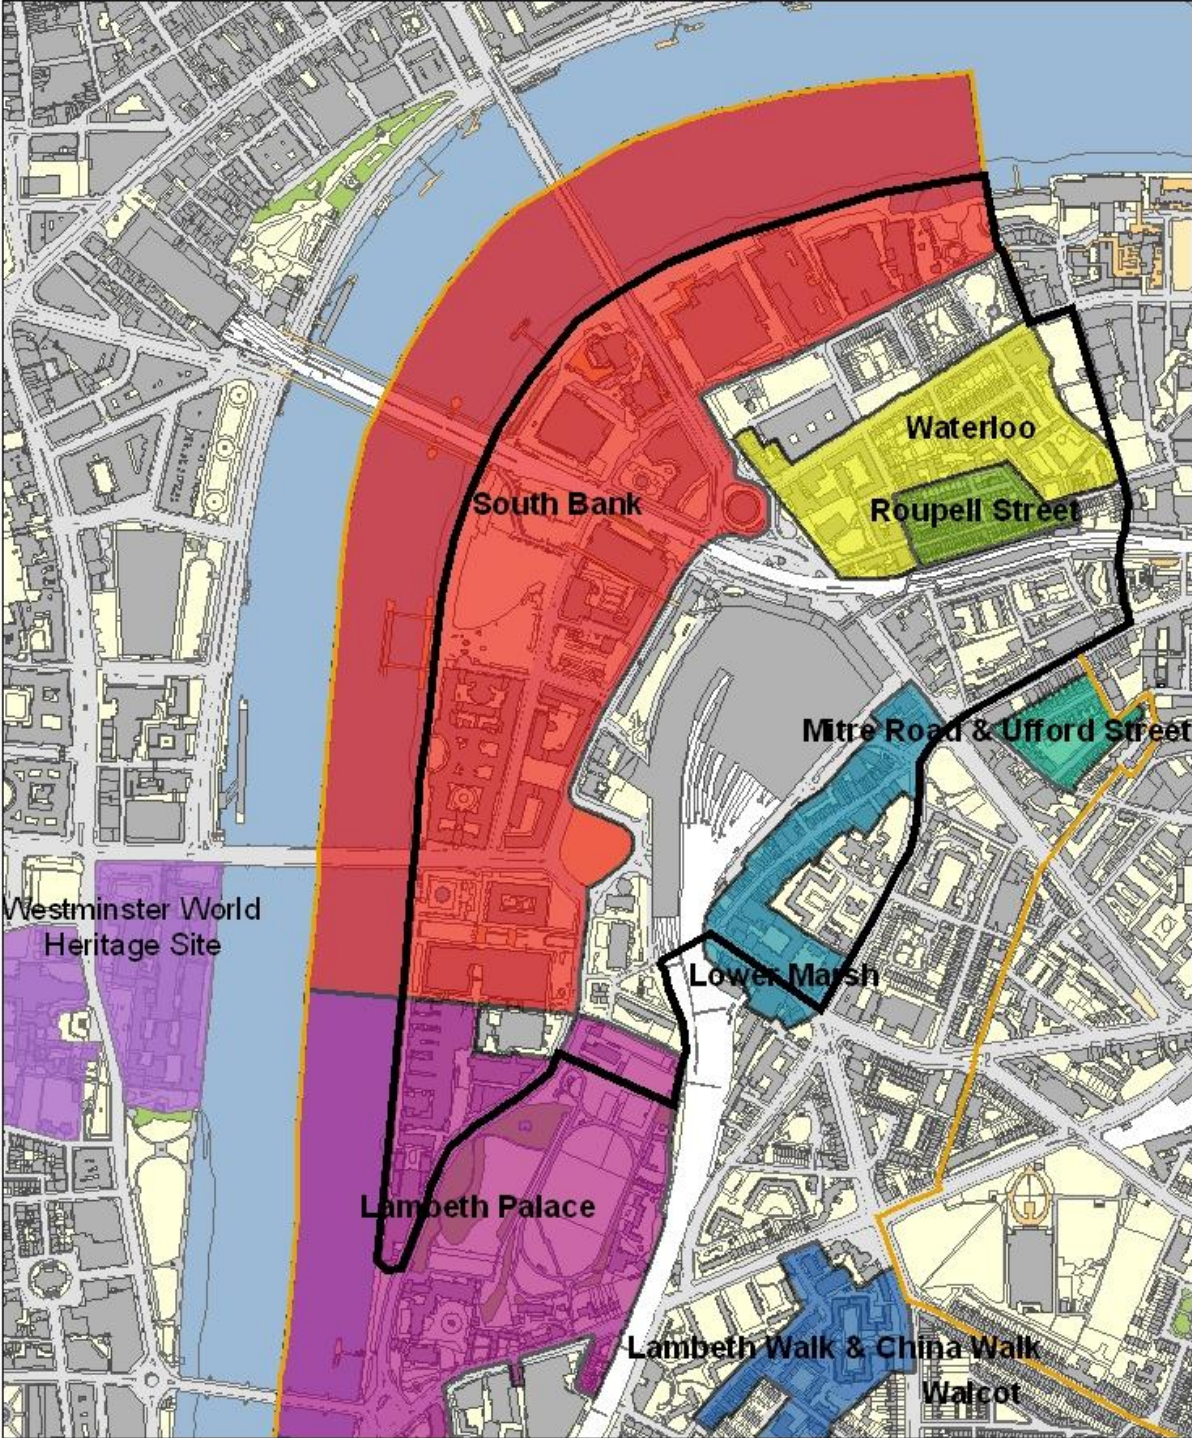 Waterloo
South Bank
Roupell Street
Mitre Road & Ufford Street
Westminster World
Heritage Site
Lower Marsh
Lambeth Palace
Lambeth Walk & China Walk
Walcot